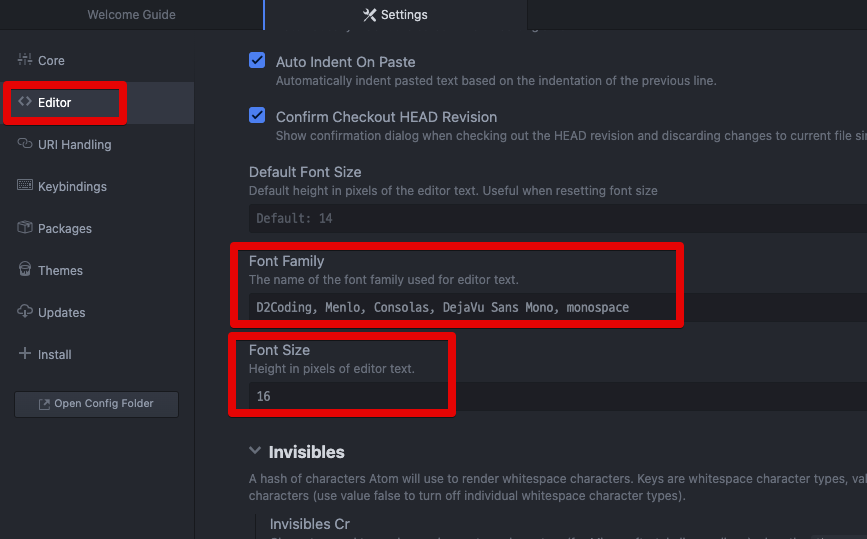 Welcome Guide
Settings
Core
Editor
URI Handling
Keybindings
Packages
Themes
Updates
Install
Open Config Folder
Auto Indent On Paste
Automatically indent pasted text based on the indentation of the previous line.
Confirm Checkout HEAD Revision
Show confirmation dialog when checking out the HEAD revision and discarding changes to current file sin
Default Font Size
Default height in pixels of the editor text. Useful when resetting font size
Default: 14
Font Family
The name of the font family used for editor text.
D2Coding, Menlo, Consolas, DejaVu Sans Mono, monospace
Font Size
Height in pixels of editor text.
16
Invisibles
A hash of characters Atom will use to render whitespace characters. Keys are whitespace character types, val
characters (use value false to turn off individual whitespace character types).
Invisibles Cr